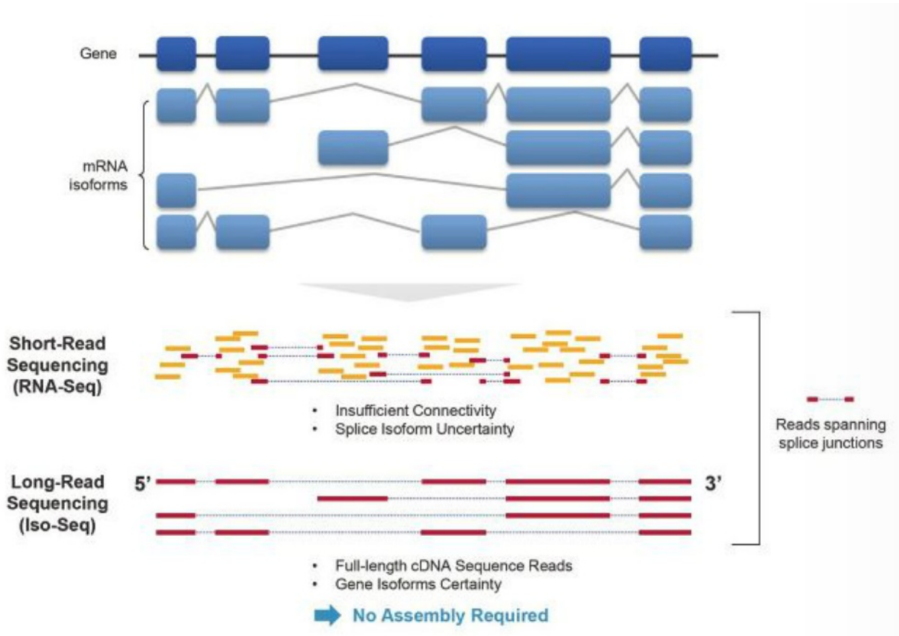 Gene
mRNA
isoforms
Short-Read
Sequencing
(RNA-Seq)
• Insufficient Connectivity
• Splice Isoform Uncertainty
Reads spanning
splice junctions
Long-Read
Sequencing
(Iso-Seq)
5’
3’
• Full-length cDNA Sequence Reads
• Gene Isoforms Certainty
No Assembly Required